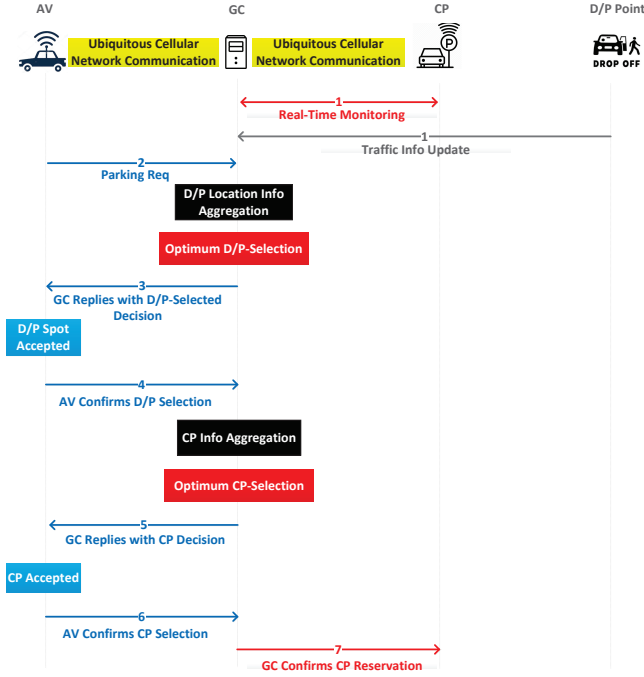 AV
GC
CP
D/P Point
Ubiquitous Cellular
Network Communication
Ubiquitous Cellular
Network Communication
P
DROP OFF
1
Real-Time Monitoring
1
Traffic Info Update
2
Parking Req
D/P Location Info
Aggregation
Optimum D/P-Selection
3
GC Replies with D/P-Selected
Decision
D/P Spot
Accepted
4
AV Confirms D/P Selection
CP Info Aggregation
Optimum CP-Selection
5
GC Replies with CP Decision
CP Accepted
6
AV Confirms CP Selection
7
GC Confirms CP Reservation